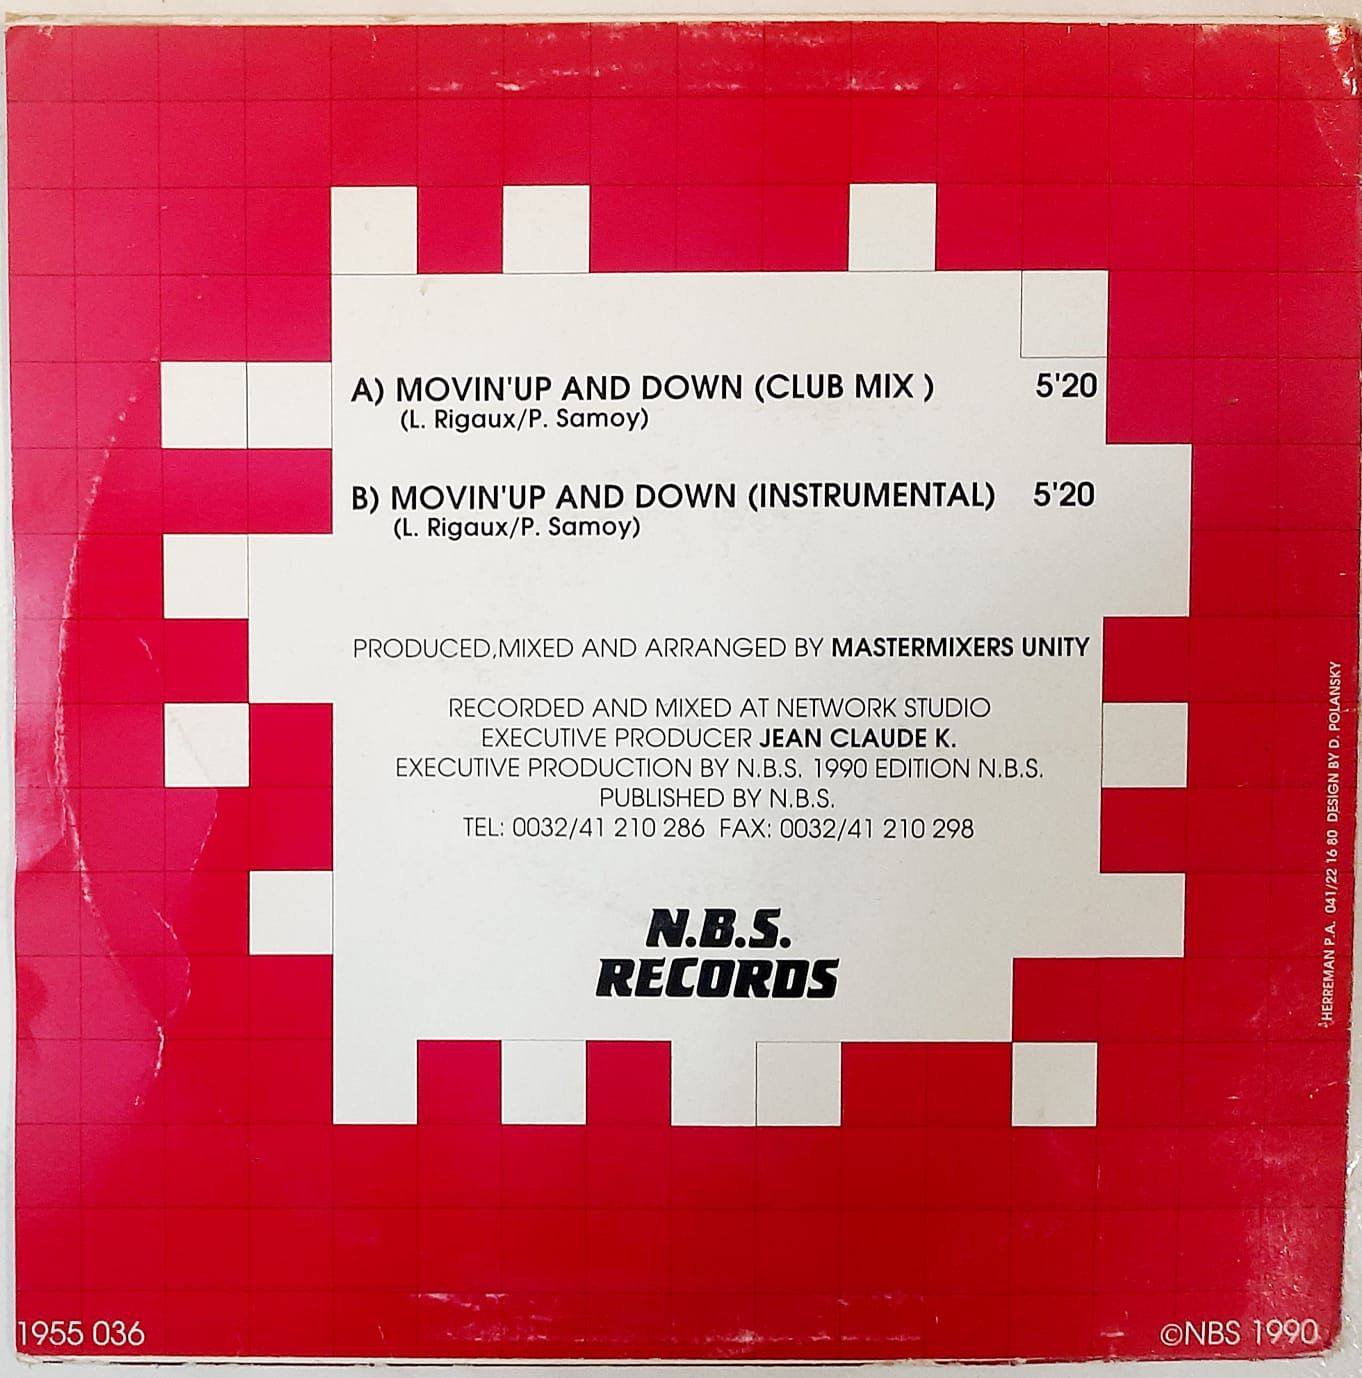 A) MOVIN'UP AND DOWN (CLUB MIX ) 5'20
(L. Rigaux/P. Samoy)
B) MOVIN'UP AND DOWN (INSTRUMENTAL) 5'20
(L. Rigaux/P. Samoy)
PRODUCED,MIXED AND ARRANGED BY MASTERMIXERS UNITY
RECORDED AND MIXED AT NETWORK STUDIO
EXECUTIVE PRODUCER JEAN CLAUDE K.
EXECUTIVE PRODUCTION BY N.B.S. 1990 EDITION N.B.S.
PUBLISHED BY N.B.S.
TEL: 0032/41 210 286 FAX: 0032/41 210 298
N.B.S.
RECORDS
HERREMAN P.A. 041/22 16 80 DESIGN BY D. POLANSKY
1955 036
©NBS 1990